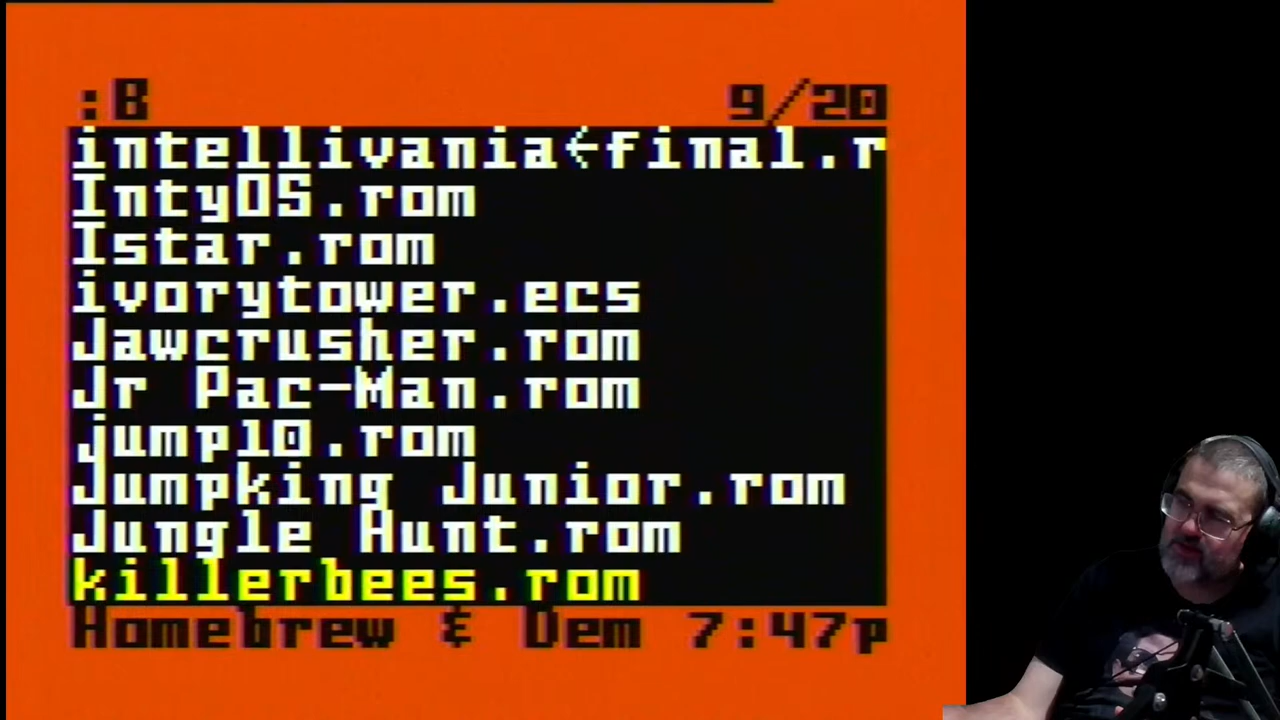 :B 9/20
intellivania←final.r
IntyOS.rom
Istar.rom
ivorytower.ecs
Jawcrusher.rom
Jr Pac-Man.rom
jump10.rom
Jumpking Junior.rom
Jungle Hunt.rom
killerbees.rom
Homebrew & Dem 7:47p